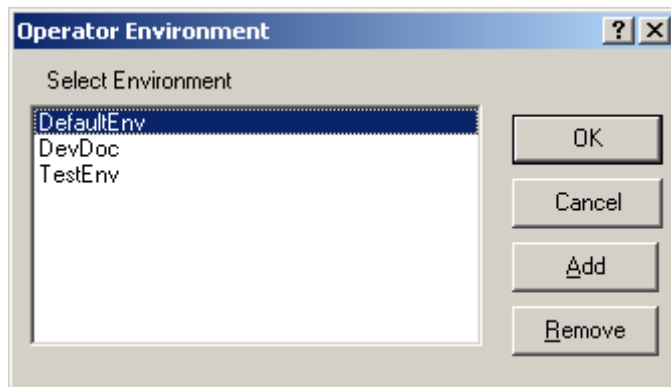 Operator Environment
Select Environment
DefaultEnv
DevDoc
TestEnv
OK
Cancel
Add
Remove